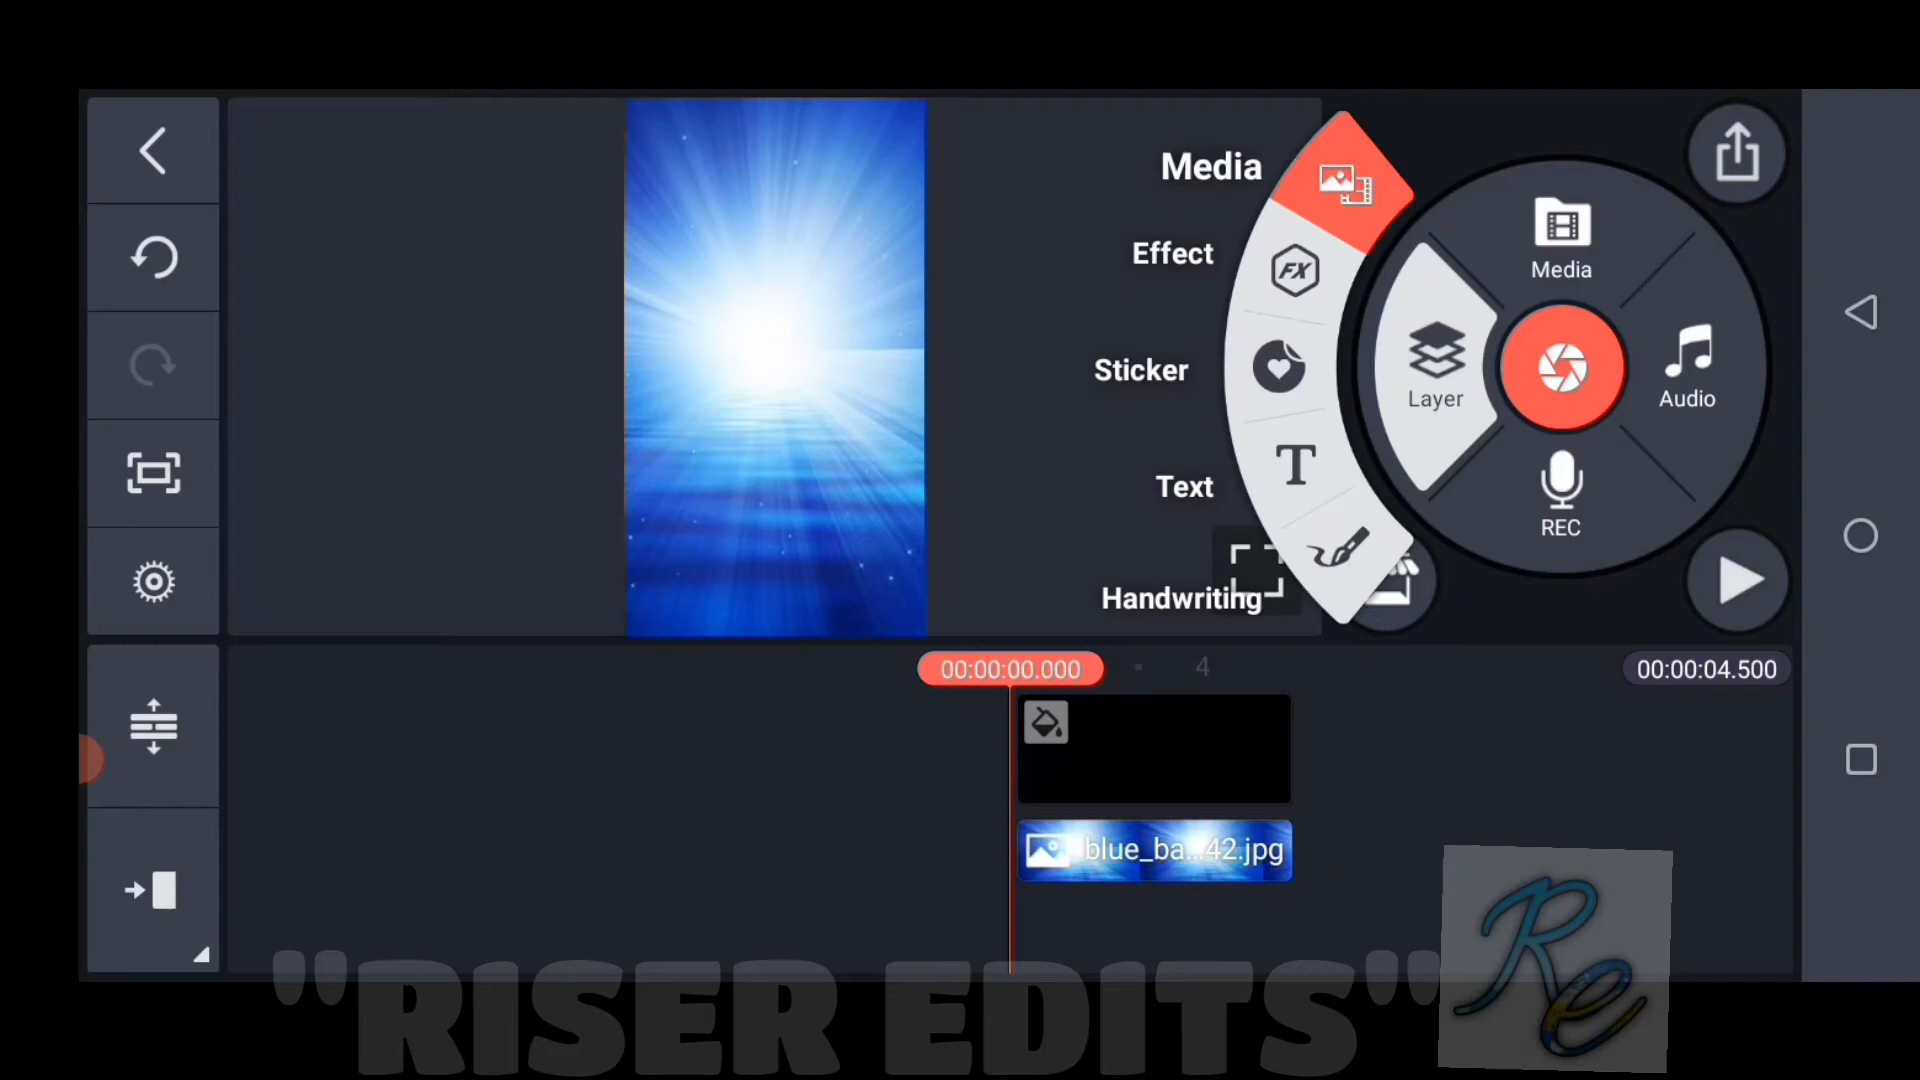 Media
Effect
Sticker
Text
Handwriting
FX
T
Media
Layer
Audio
REC
00:00:00.000
4
00:00:04.500
blue_ba...42.jpg
"RISER EDITS"
Re